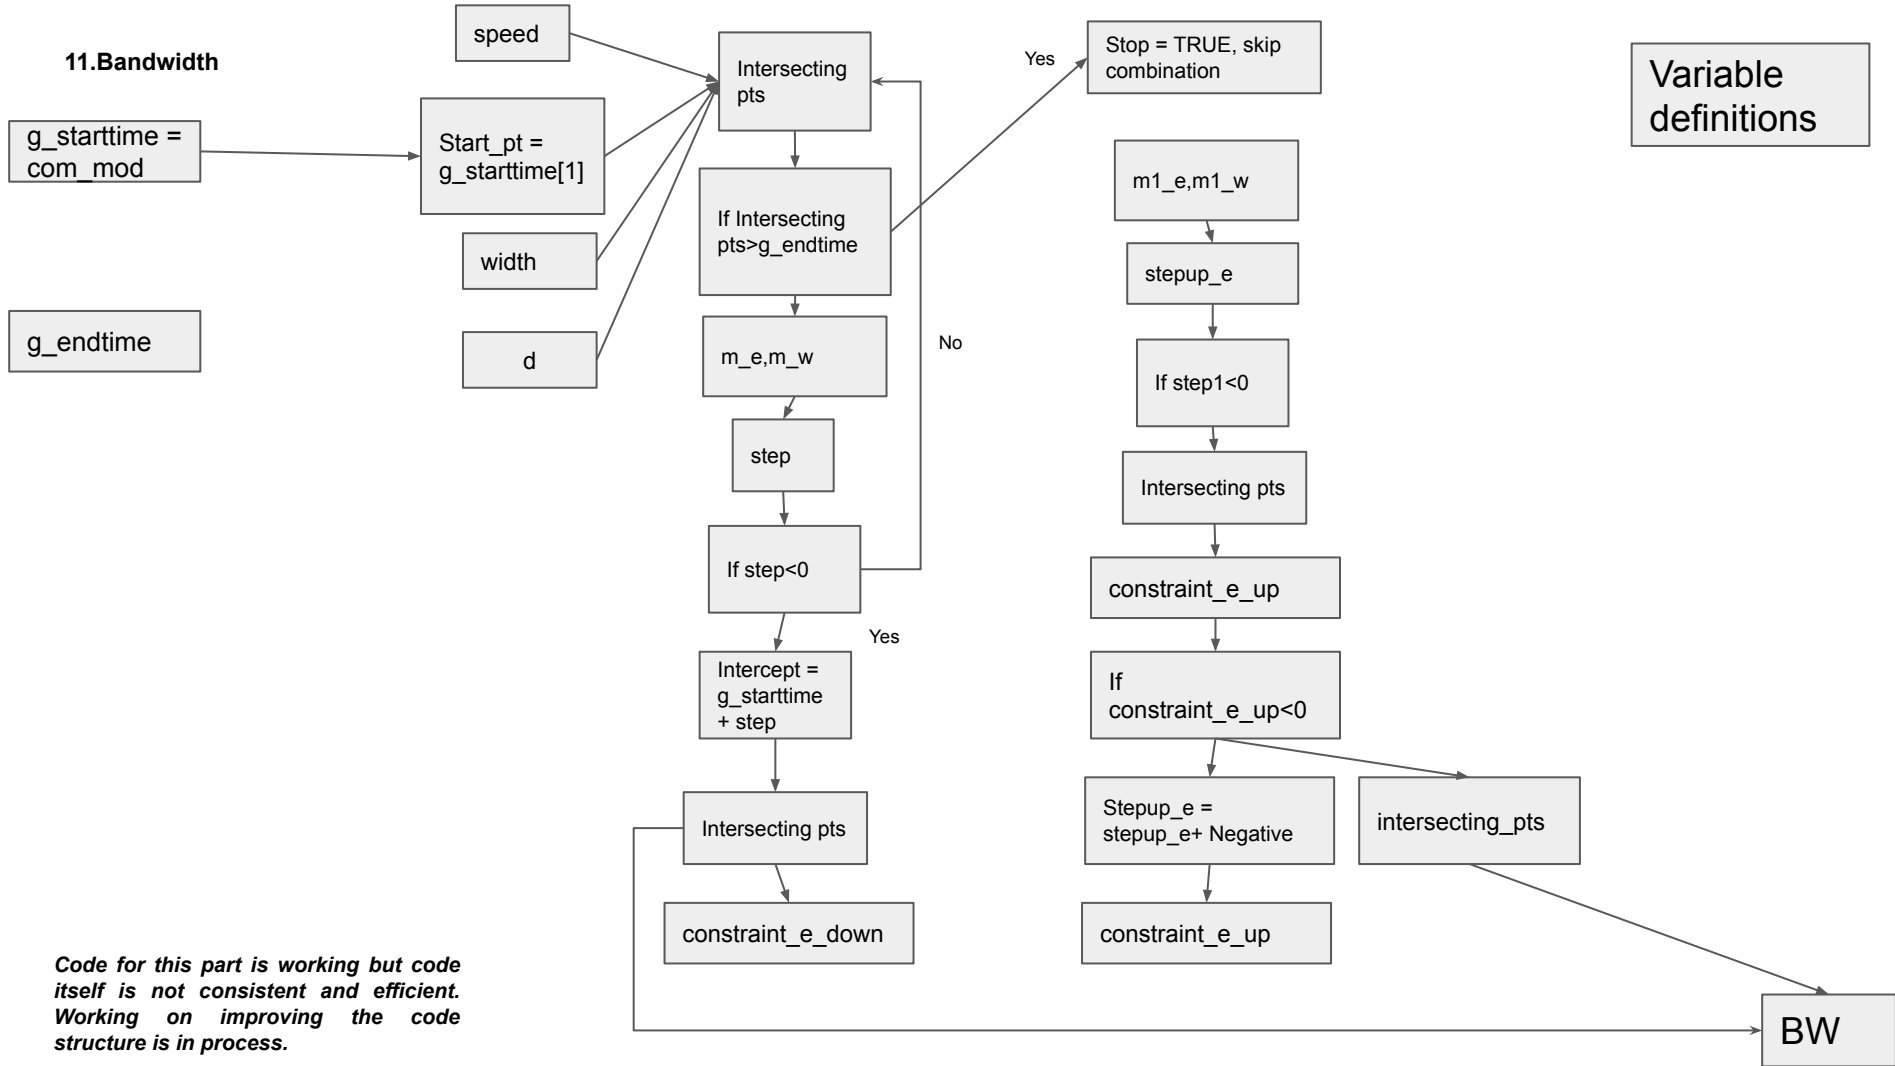 11.Bandwidth
g_starttime =
com_mod
g_endtime
speed
Start_pt =
g_starttime[1]
width
d
Intersecting
pts
If Intersecting
pts>g_endtime
m_e,m_w
step
If step<0
No
Yes
Intercept =
g_starttime
+ step
Intersecting pts
constraint_e_down
Yes
Stop = TRUE, skip
combination
m1_e,m1_w
stepup_e
If step1<0
Intersecting pts
constraint_e_up
If
constraint_e_up<0
Stepup_e =
stepup_e+ Negative
constraint_e_up
intersecting_pts
BW
Variable
definitions
Code for this part is working but code
itself is not consistent and efficient.
Working on improving the code
structure is in process.